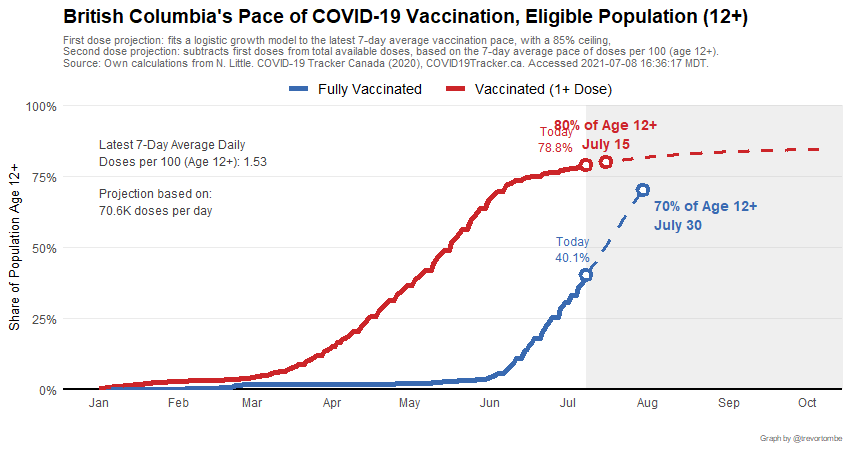 British Columbia's Pace of COVID-19 Vaccination, Eligible Population (12+)
First dose projection: fits a logistic growth model to the latest 7-day average vaccination pace, with a 85% ceiling,
Second dose projection: subtracts first doses from total available doses, based on the 7-day average pace of doses per 100 (age 12+).
Source: Own calculations from N. Little. COVID-19 Tracker Canada (2020), COVID19Tracker.ca. Accessed 2021-07-08 16:36:17 MDT.
Fully Vaccinated
Vaccinated (1+ Dose)
100%
75%
50%
25%
0%
Share of Population Age 12+
Latest 7-Day Average Daily
Doses per 100 (Age 12+): 1.53
Projection based on:
70.6K doses per day
Today
78.8%
80% of Age 12+
July 15
Today
40.1%
70% of Age 12+
July 30
Jan Feb Mar Apr May Jun Jul Aug Sep Oct
Graph by @trevortombe